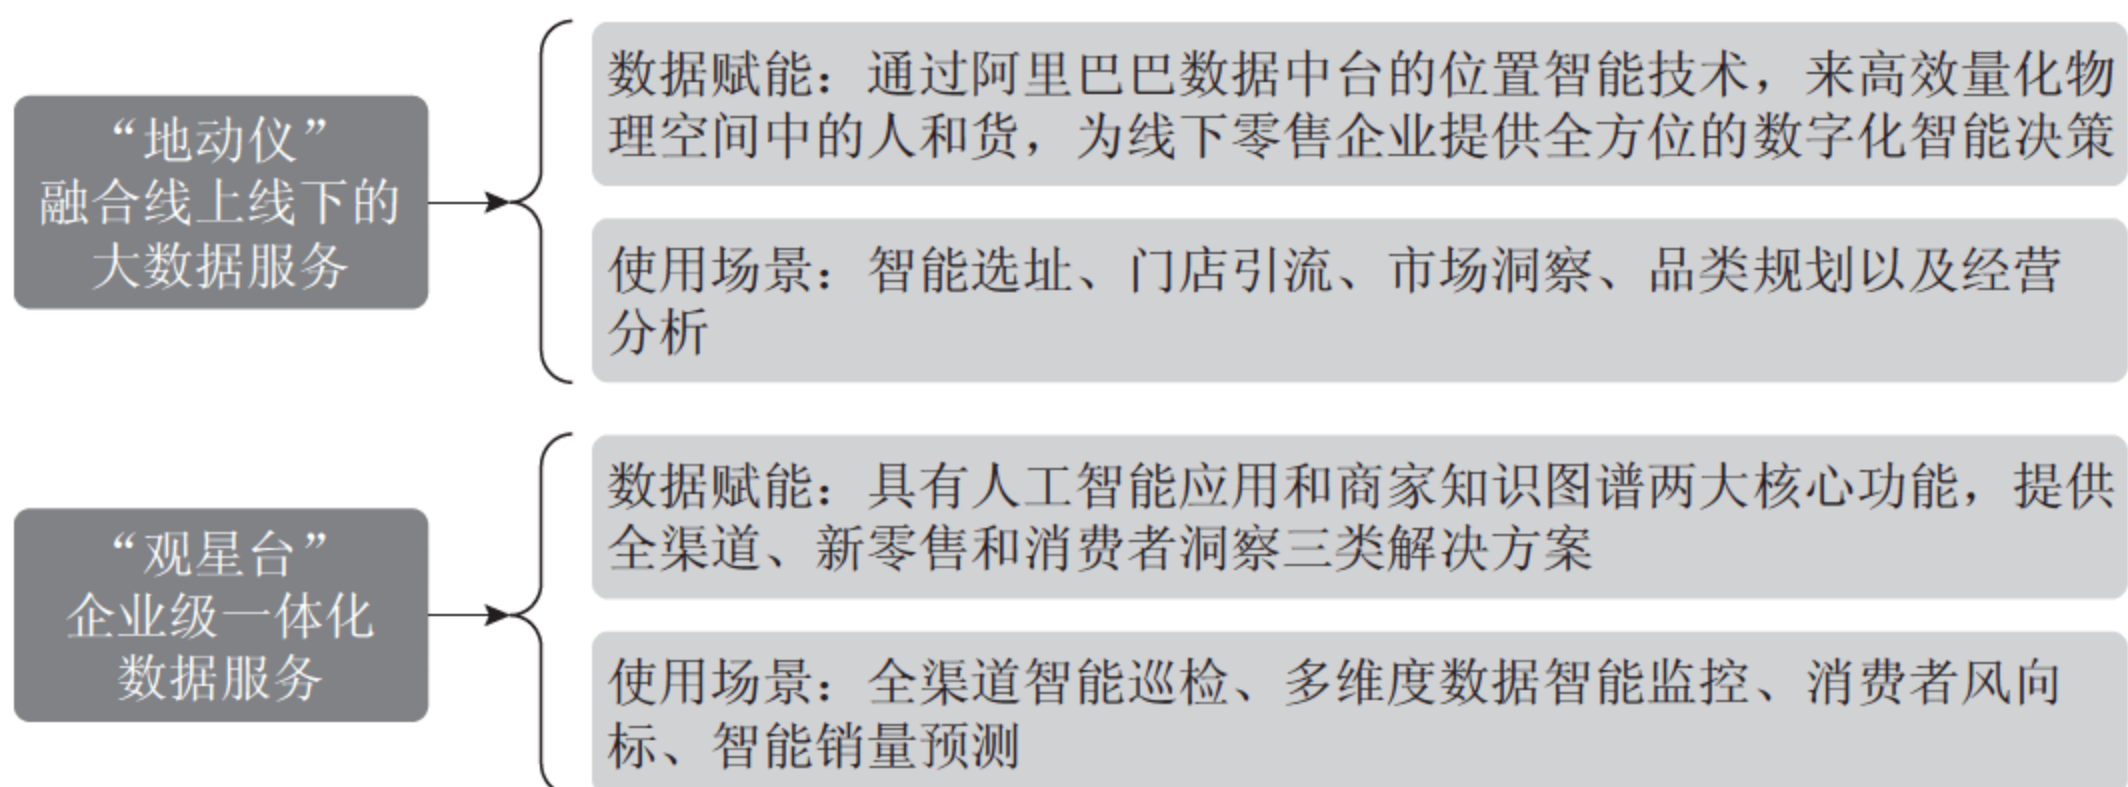 “地动仪”
融合线上线下的
大数据服务
数据赋能：通过阿里巴巴数据中台的位置智能技术，来高效量化物
理空间中的人和货，为线下零售企业提供全方位的数字化智能决策
使用场景：智能选址、门店引流、市场洞察、品类规划以及经营
分析
“观星台”
企业级一体化
数据服务
数据赋能：具有人工智能应用和商家知识图谱两大核心功能，提供
全渠道、新零售和消费者洞察三类解决方案
使用场景：全渠道智能巡检、多维度数据智能监控、消费者风向
标、智能销量预测